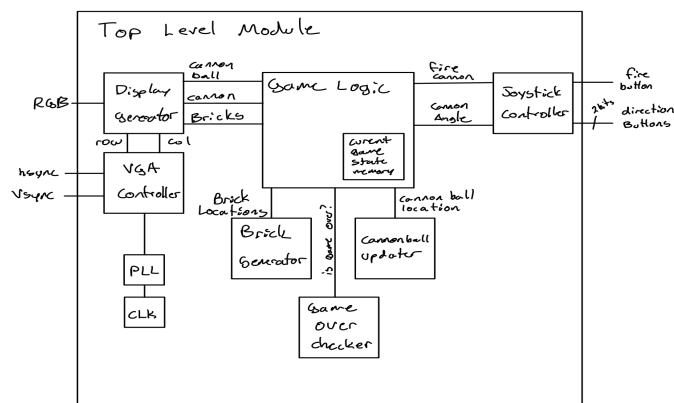 Top Level Module
RGB
hsync
Vsync
Display
Generator
row
col
VGA
Controller
PLL
CLK
cannon
ball
cannon
Bricks
Game Logic
current
game
state
memory
Brick
Locations
Brick
Generator
is game over?
Game
over
checker
cannon ball
location
Cannonball
updater
Fire
cannon
Cannon
Angle
Joystick
Controller
fire
button
2bits
direction
Buttons